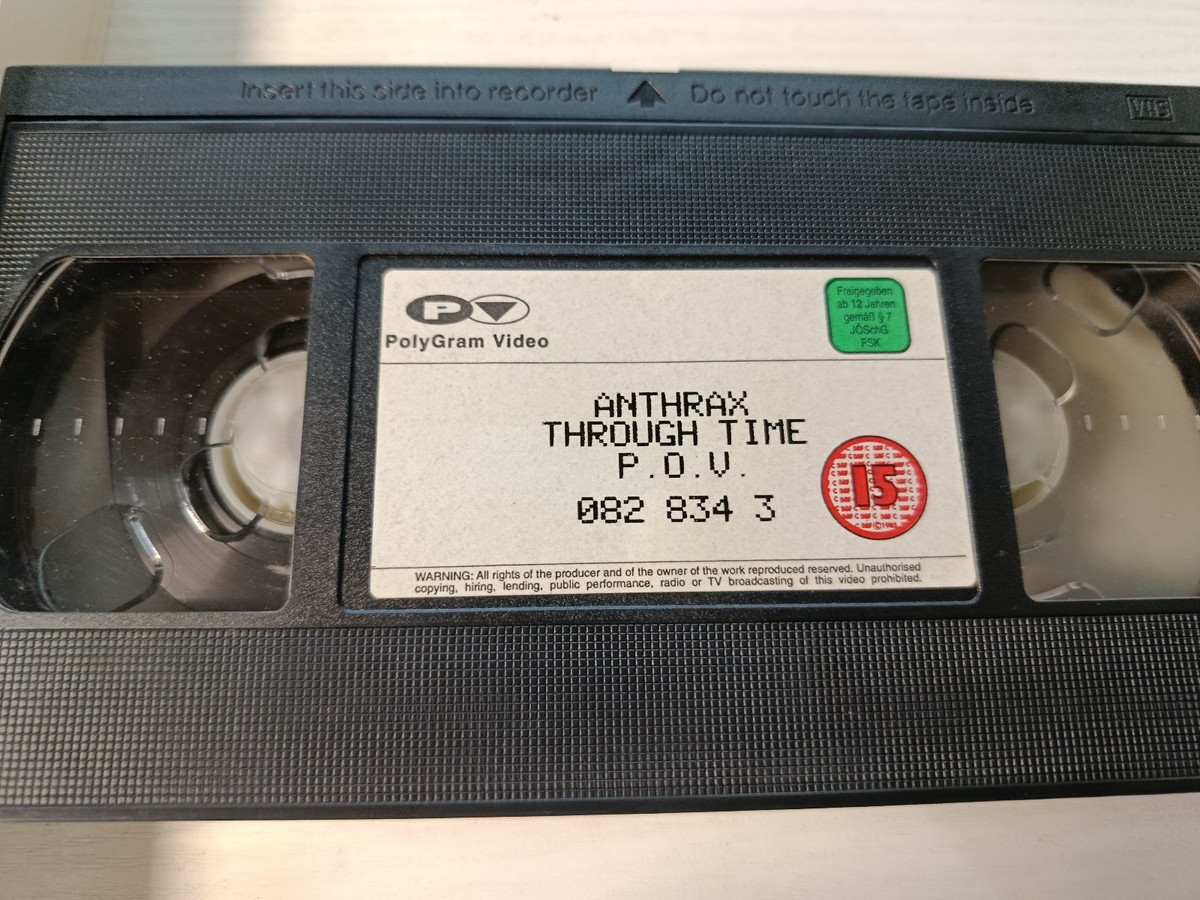 Insert this side into recorder Do not touch the tape inside VHS
P
PolyGram Video
Freigegeben
ab 12 Jahren
gemäß § 7
JÖSchG
FSK
ANTHRAX
THROUGH TIME
P.O.V.
082 834 3
15
WARNING: All rights of the producer and of the owner of the work reproduced reserved. Unauthorised
copying, hiring, lending, public performance, radio or TV broadcasting of this video prohibited.